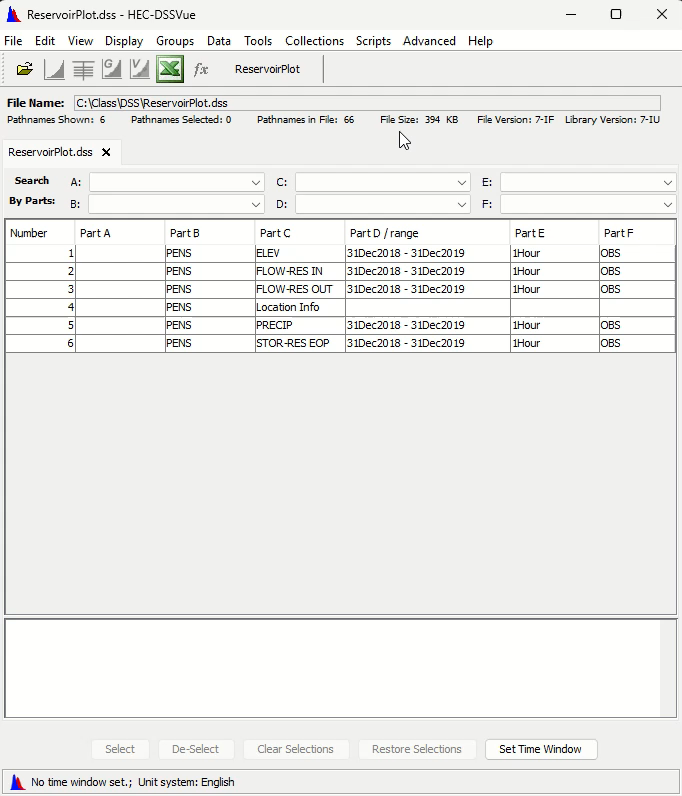 ReservoirPlot.dss - HEC-DSSVue
File Edit View Display Groups Data Tools Collections Scripts Advanced Help
G V fx ReservoirPlot
File Name: C:\Class\DSS\ReservoirPlot.dss
Pathnames Shown: 6 Pathnames Selected: 0 Pathnames in File: 66 File Size: 394 KB File Version: 7-IF Library Version: 7-IU
ReservoirPlot.dss
Search A: C: E:
By Parts: B: D: F:
Number Part A Part B Part C Part D / range Part E Part F
1 PENS ELEV 31Dec2018 - 31Dec2019 1Hour OBS
2 PENS FLOW-RES IN 31Dec2018 - 31Dec2019 1Hour OBS
3 PENS FLOW-RES OUT 31Dec2018 - 31Dec2019 1Hour OBS
4 PENS Location Info
5 PENS PRECIP 31Dec2018 - 31Dec2019 1Hour OBS
6 PENS STOR-RES EOP 31Dec2018 - 31Dec2019 1Hour OBS
Select De-Select Clear Selections Restore Selections Set Time Window
No time window set.; Unit system: English